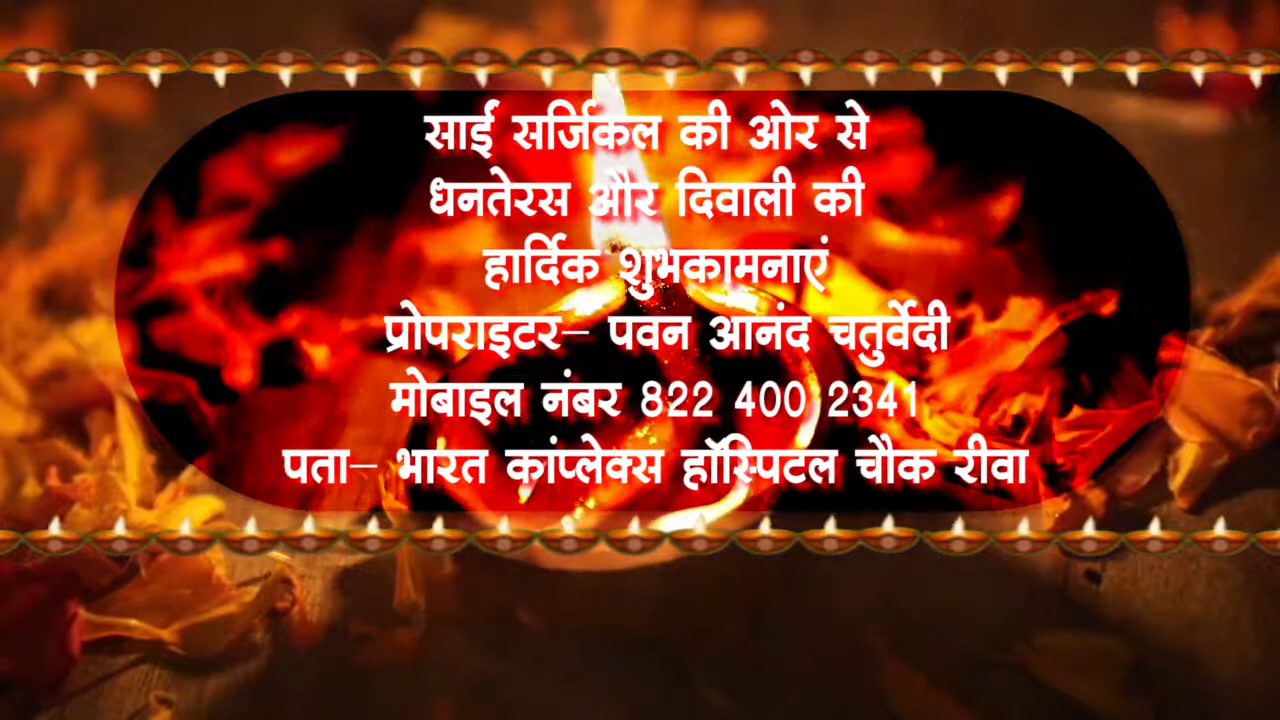 साईं सर्जिकल की ओर से
धनतेरस और दिवाली की
हार्दिक शुभकामनाएं
प्रोपराइटर– पवन आनंद चतुर्वेदी
मोबाइल नंबर 822 400 2341
पता– भारत कांप्लेक्स हॉस्पिटल चौक रीवा